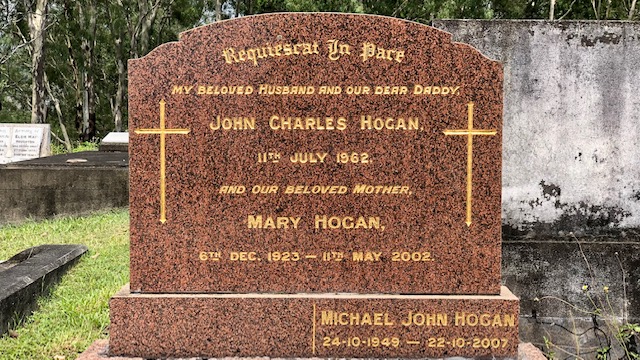 Requiescat In Pace
MY BELOVED HUSBAND AND OUR DEAR DADDY,
JOHN CHARLES HOGAN,
11TH JULY 1962.
AND OUR BELOVED MOTHER,
MARY HOGAN,
6TH DEC. 1923 — 11TH MAY 2002.
MICHAEL JOHN HOGAN
24-10-1949 — 22-10-2007